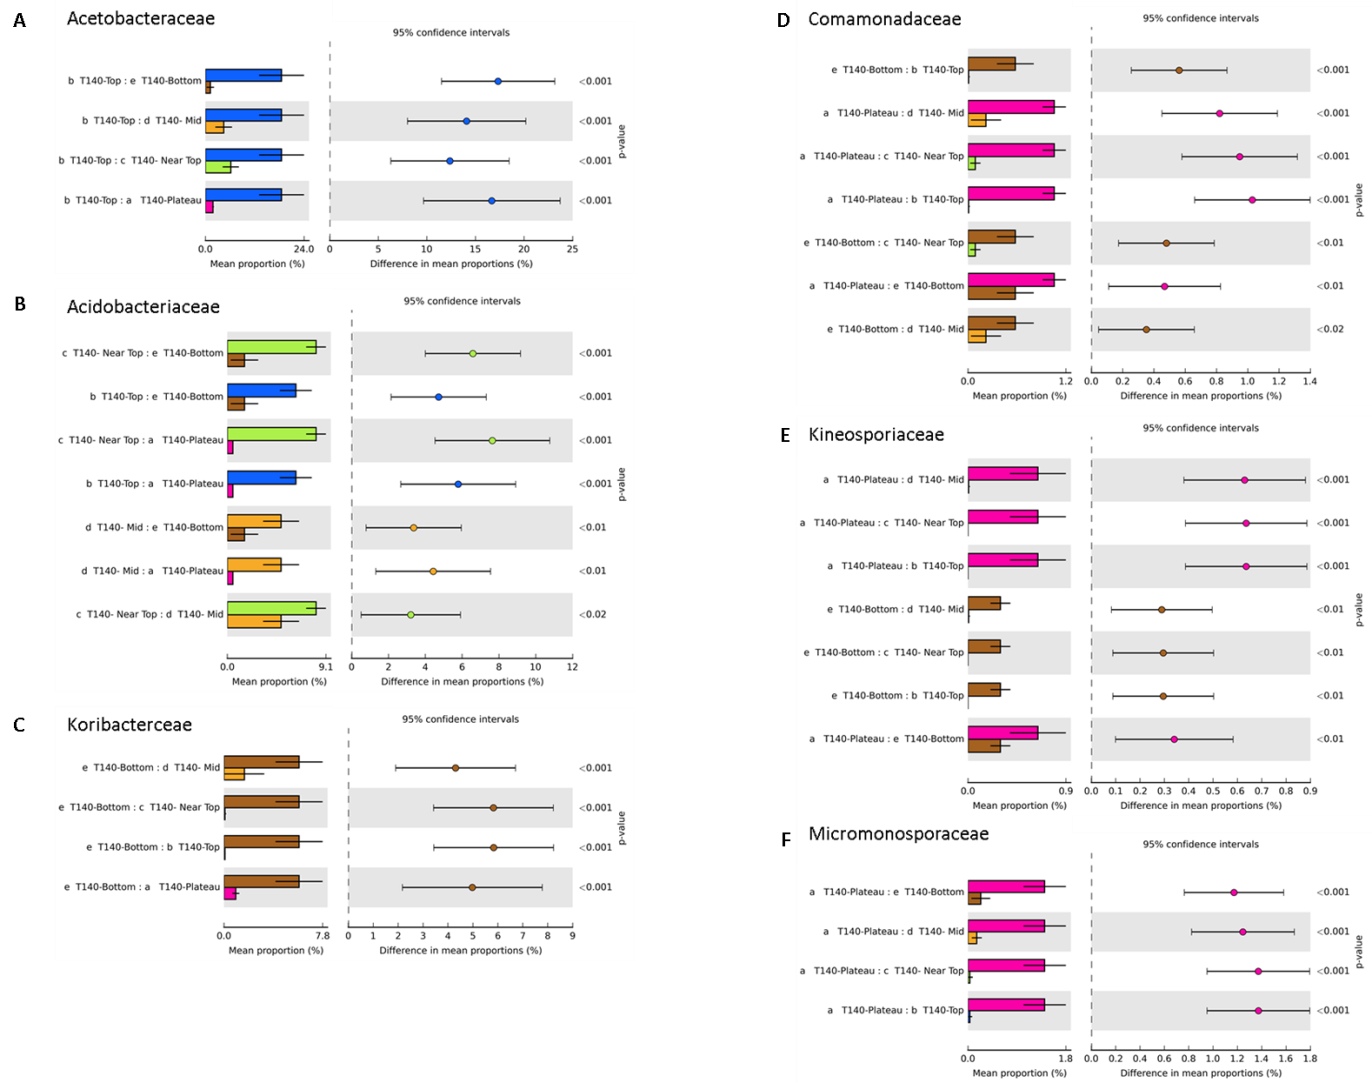 A Acetobacteraceae
95% confidence intervals
b T140-Top : e T140-Bottom <0.001
b T140-Top : d T140- Mid <0.001
b T140-Top : c T140- Near Top <0.001
b T140-Top : a T140-Plateau <0.001
p-value
0.0 24.0 0 5 10 15 20 25
Mean proportion (%) Difference in mean proportions (%)
B Acidobacteriaceae
95% confidence intervals
c T140- Near Top : e T140-Bottom <0.001
b T140-Top : e T140-Bottom <0.001
c T140- Near Top : a T140-Plateau <0.001
b T140-Top : a T140-Plateau <0.001
d T140- Mid : e T140-Bottom <0.01
d T140- Mid : a T140-Plateau <0.01
c T140- Near Top : d T140- Mid <0.02
p-value
0.0 9.1 0 2 4 6 8 10 12
Mean proportion (%) Difference in mean proportions (%)
C Koribacterceae
95% confidence intervals
e T140-Bottom : d T140- Mid <0.001
e T140-Bottom : c T140- Near Top <0.001
e T140-Bottom : b T140-Top <0.001
e T140-Bottom : a T140-Plateau <0.001
p-value
0.0 7.8 0 1 2 3 4 5 6 7 8 9
Mean proportion (%) Difference in mean proportions (%)
D Comamonadaceae
95% confidence intervals
e T140-Bottom : b T140-Top <0.001
a T140-Plateau : d T140- Mid <0.001
a T140-Plateau : c T140- Near Top <0.001
a T140-Plateau : b T140-Top <0.001
e T140-Bottom : c T140- Near Top <0.01
a T140-Plateau : e T140-Bottom <0.01
e T140-Bottom : d T140- Mid <0.02
p-value
0.0 1.2 0.0 0.2 0.4 0.6 0.8 1.0 1.2 1.4
Mean proportion (%) Difference in mean proportions (%)
E Kineosporiaceae
95% confidence intervals
a T140-Plateau : d T140- Mid <0.001
a T140-Plateau : c T140- Near Top <0.001
a T140-Plateau : b T140-Top <0.001
e T140-Bottom : d T140- Mid <0.01
e T140-Bottom : c T140- Near Top <0.01
e T140-Bottom : b T140-Top <0.01
a T140-Plateau : e T140-Bottom <0.01
p-value
0.0 0.9 0.0 0.1 0.2 0.3 0.4 0.5 0.6 0.7 0.8 0.9
Mean proportion (%) Difference in mean proportions (%)
F Micromonosporaceae
95% confidence intervals
a T140-Plateau : e T140-Bottom <0.001
a T140-Plateau : d T140- Mid <0.001
a T140-Plateau : c T140- Near Top <0.001
a T140-Plateau : b T140-Top <0.001
p-value
0.0 1.8 0.0 0.2 0.4 0.6 0.8 1.0 1.2 1.4 1.6 1.8
Mean proportion (%) Difference in mean proportions (%)